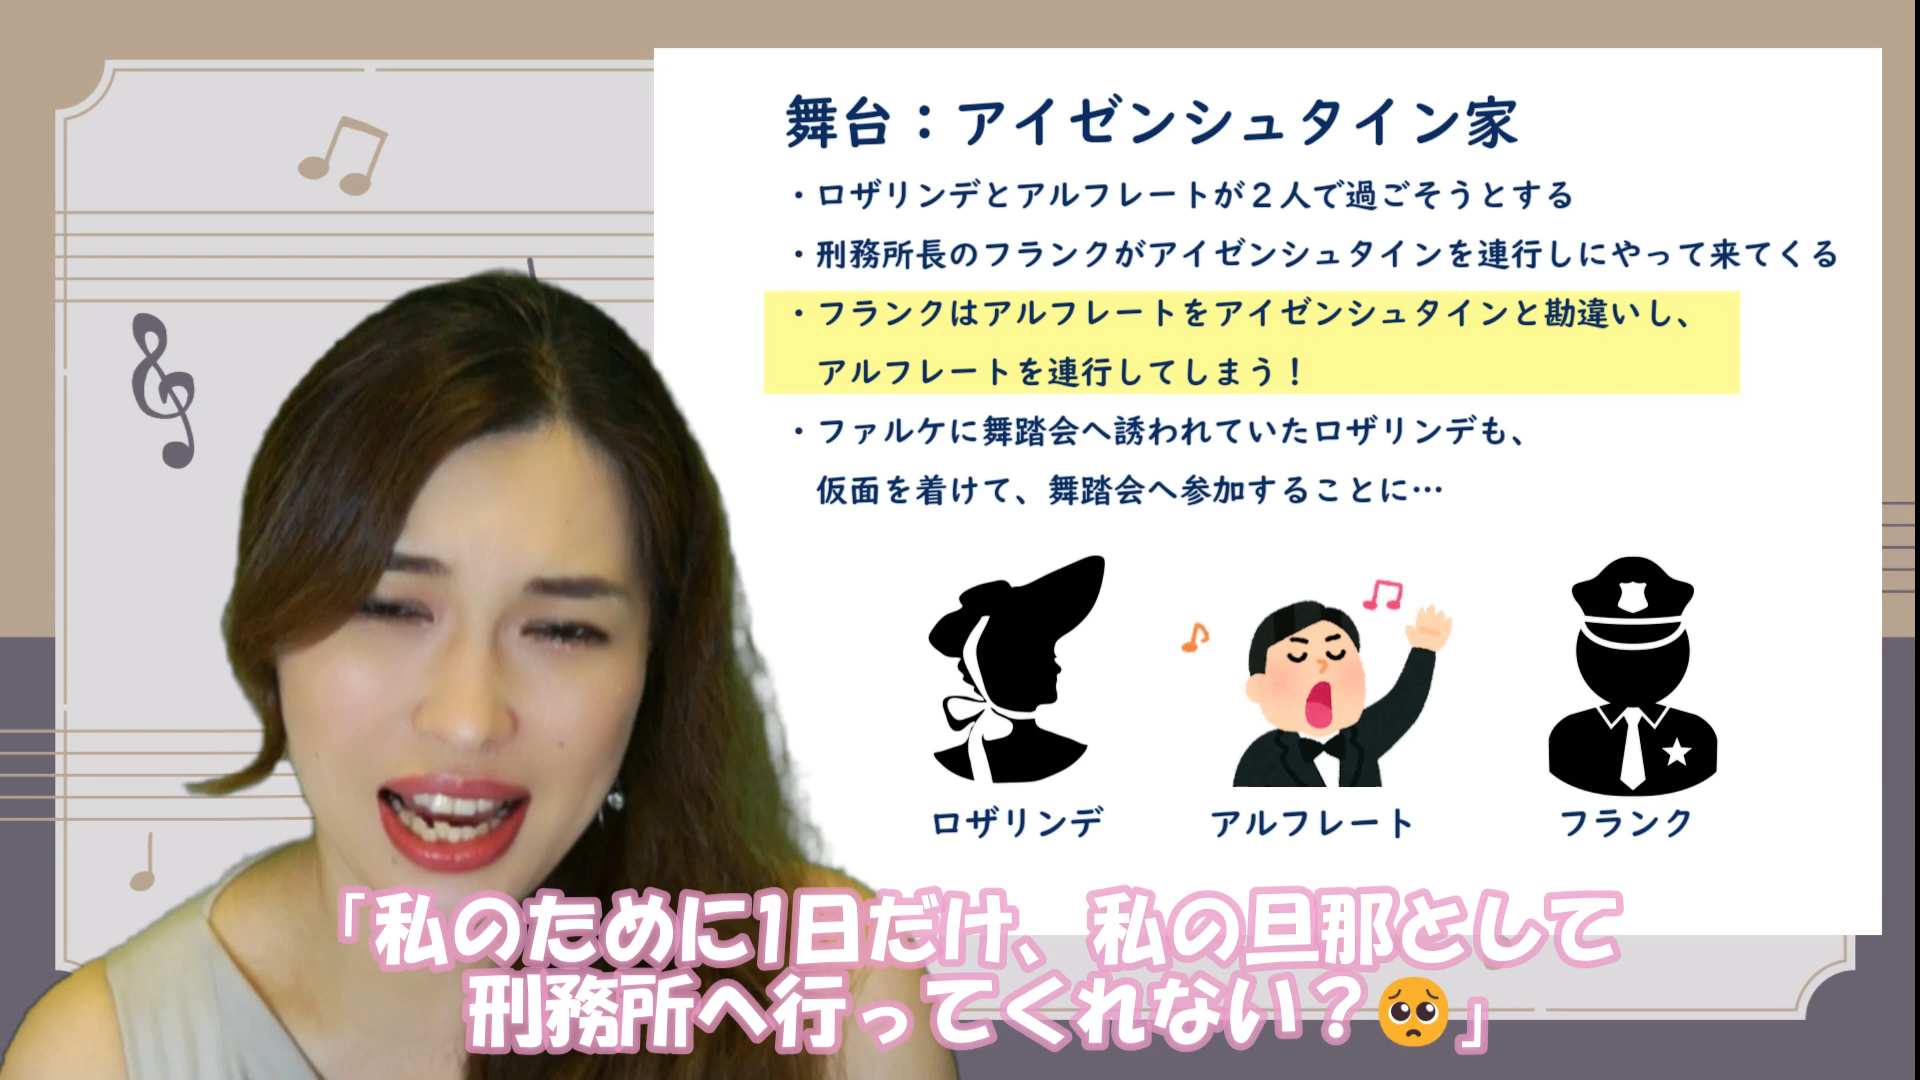 舞台：アイゼンシュタイン家
・ロザリンデとアルフレートが２人で過ごそうとする
・刑務所長のフランクがアイゼンシュタインを連行しにやって来てくる
・フランクはアルフレートをアイゼンシュタインと勘違いし、
アルフレートを連行してしまう！
・ファルケに舞踏会へ誘われていたロザリンデも、
仮面を着けて、舞踏会へ参加することに…
ロザリンデ
アルフレート
フランク
「私のために1日だけ、私の旦那として
刑務所へ行ってくれない？🥺」